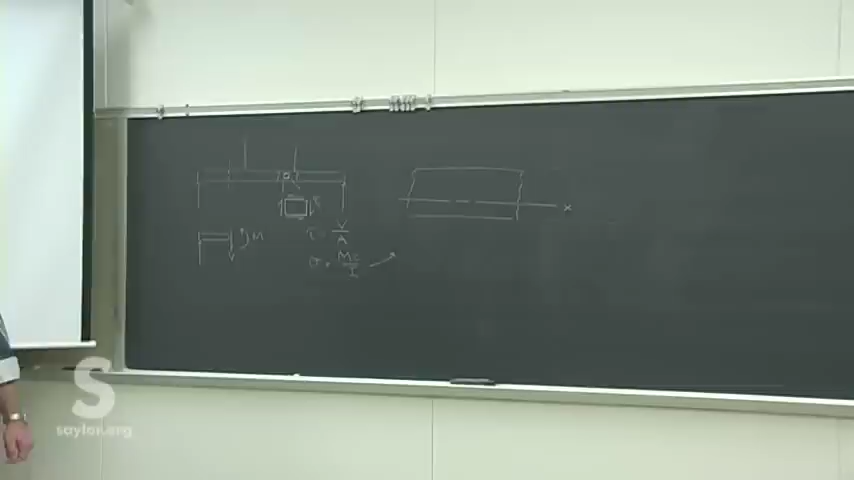 M
τ = V/A
σ = Mc/I
x
S
saylor.org